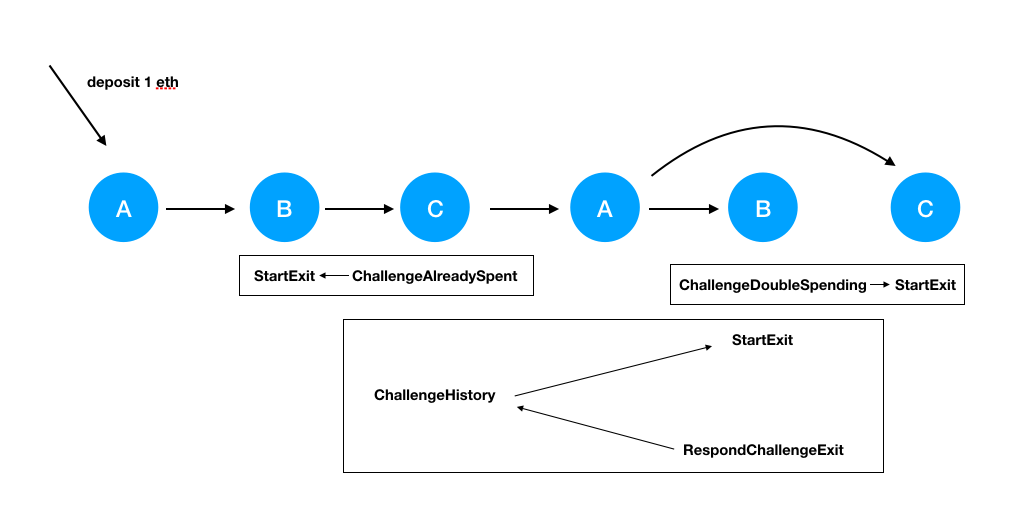 deposit 1 eth
A B C A B C
StartExit ChallengeAlreadySpent
ChallengeDoubleSpending StartExit
StartExit
ChallengeHistory
RespondChallengeExit